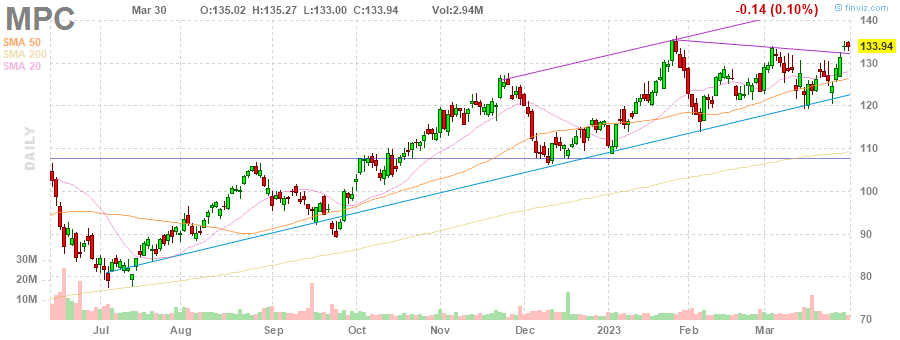 MPC Mar 30 O:135.02 H:135.27 L:133.00 C:133.94 Vol:2.94M -0.14 (0.10%) finviz.com
SMA 50
SMA 200
SMA 20
DAILY
140
133.94
130
120
110
100
90
80
70
30M
20M
10M
Jul Aug Sep Oct Nov Dec 2023 Feb Mar